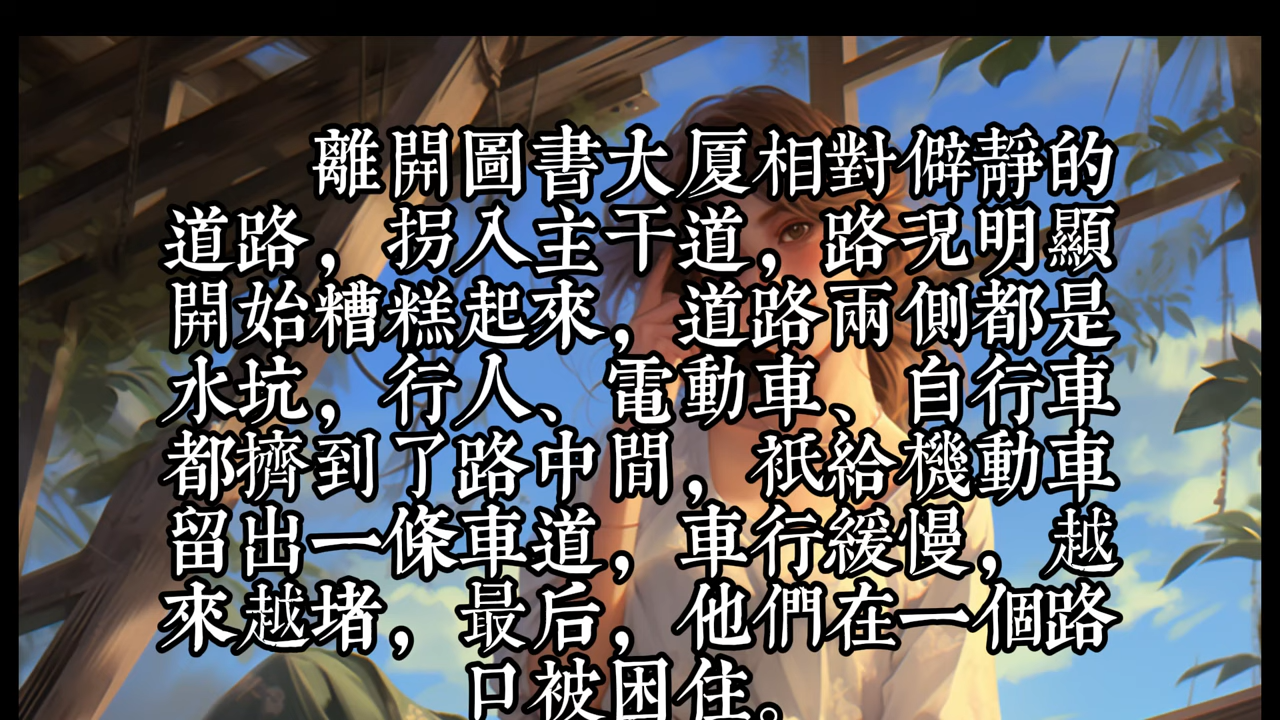 離開圖書大厦相對僻靜的
道路，拐入主干道，路况明顯
開始糟糕起來，道路兩側都是
水坑，行人、電動車、自行車
都擠到了路中間，衹給機動車
留出一條車道，車行緩慢，越
來越堵，最后，他們在一個路
口被困住。